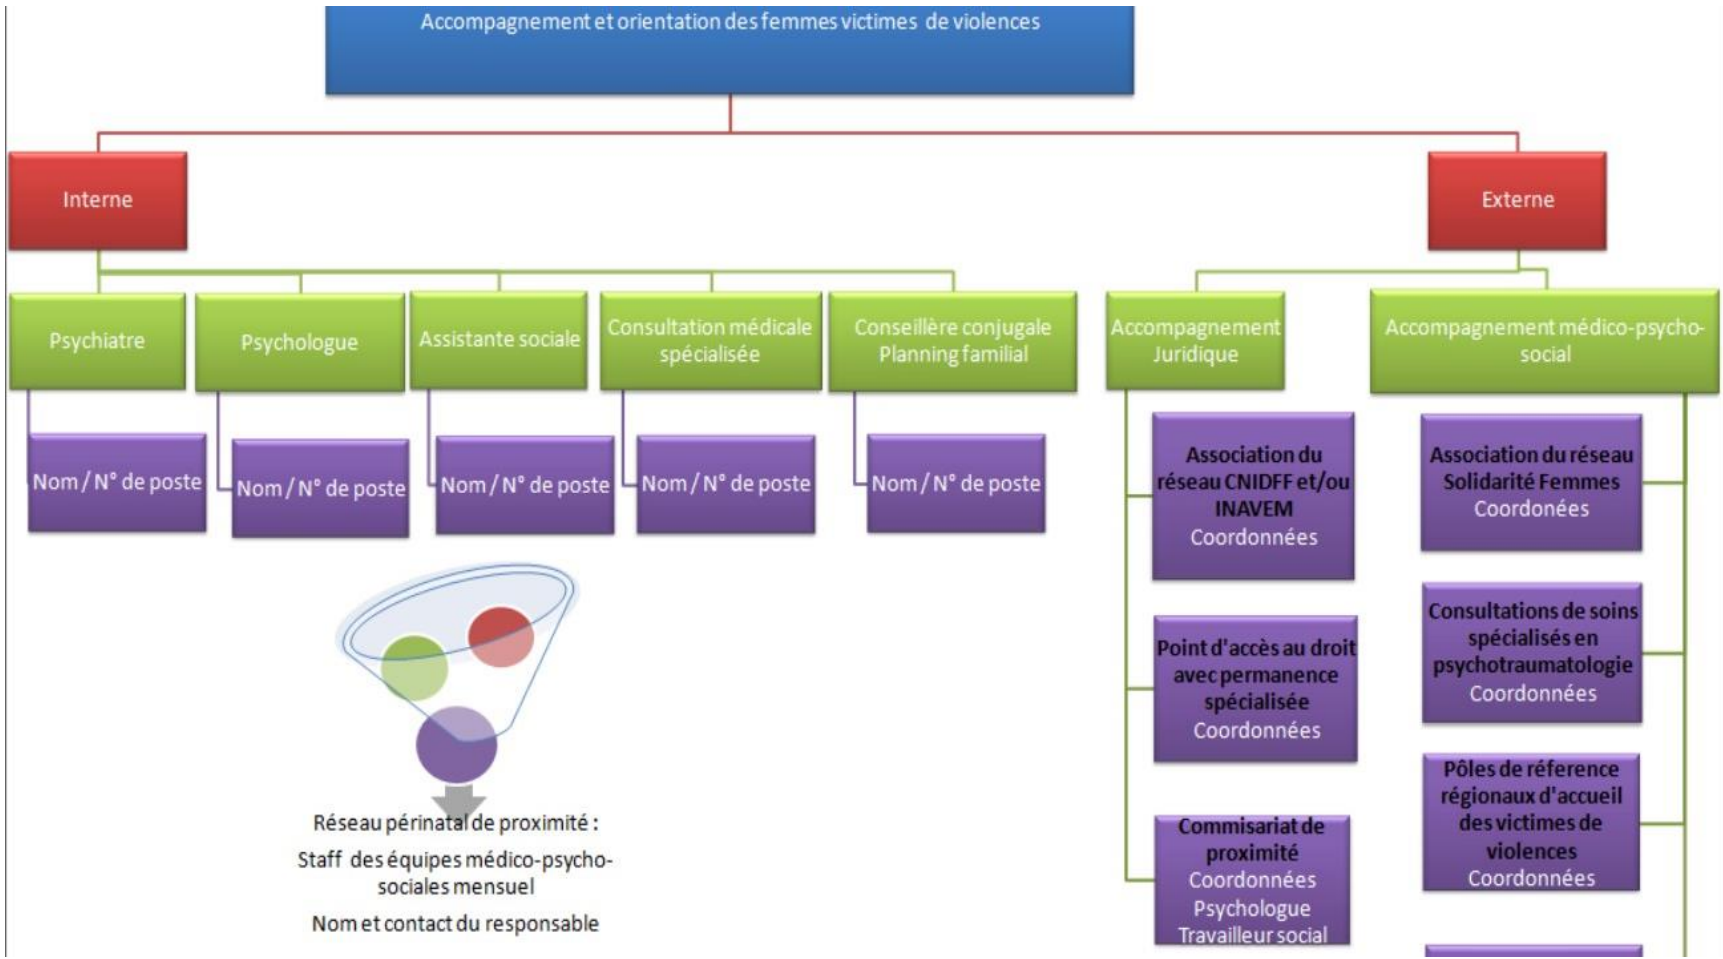 Accompagnement et orientation des femmes victimes de violences
Interne
Externe
Psychiatre
Psychologue
Assistante sociale
Consultation médicale
spécialisée
Conseillère conjugale
Planning familial
Accompagnement
Juridique
Accompagnement médico-psycho-
social
Nom / N° de poste
Nom / N° de poste
Nom / N° de poste
Nom / N° de poste
Nom / N° de poste
Association du
réseau CNIDFF et/ou
INAVEM
Coordonnées
Point d'accès au droit
avec permanence
spécialisée
Coordonnées
Commisariat de
proximité
Coordonnées
Psychologue
Travailleur social
Association du réseau
Solidarité Femmes
Coordonées
Consultations de soins
spécialisés en
psychotraumatologie
Coordonnées
Pôles de réference
régionaux d'accueil
des victimes de
violences
Coordonnées
Réseau périnatal de proximité :
Staff des équipes médico-psycho-
sociales mensuel
Nom et contact du responsable